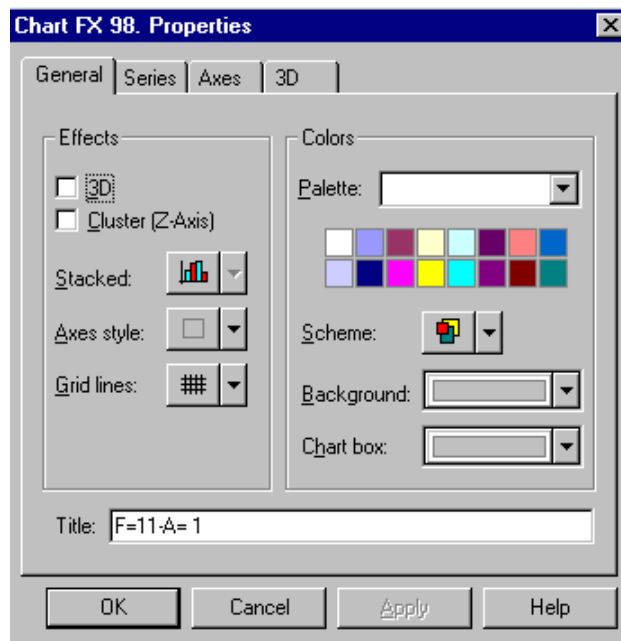 Chart FX 98. Properties
General Series Axes 3D
Effects
3D
Cluster (Z-Axis)
Stacked:
Axes style:
Grid lines:
Colors
Palette:
Scheme:
Background:
Chart box:
Title: F=11-A= 1
OK Cancel Apply Help